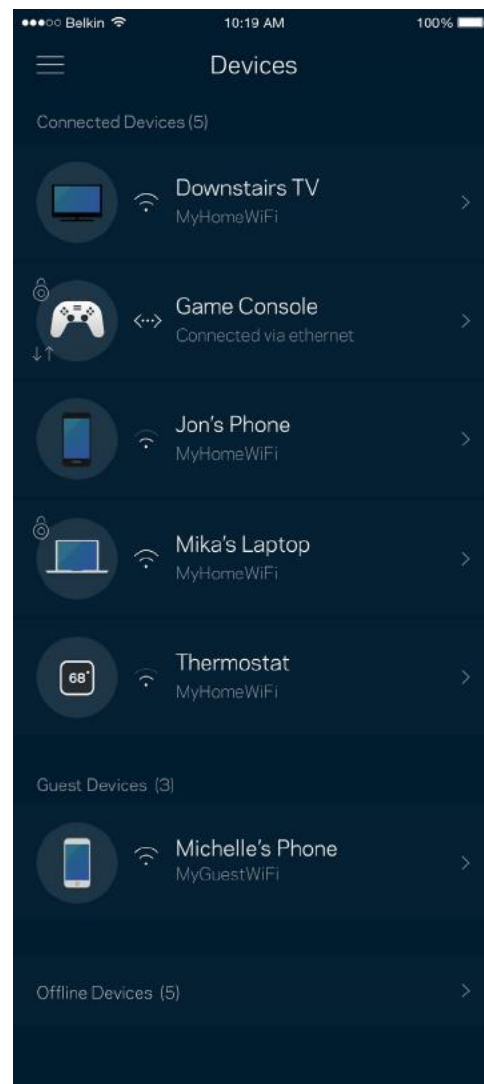 Belkin 10:19 AM 100%
Devices
Connected Devices (5)
Downstairs TV
MyHomeWiFi
Game Console
Connected via ethernet
Jon's Phone
MyHomeWiFi
Mika's Laptop
MyHomeWiFi
68°
Thermostat
MyHomeWiFi
Guest Devices (3)
Michelle's Phone
MyGuestWiFi
Offline Devices (5)